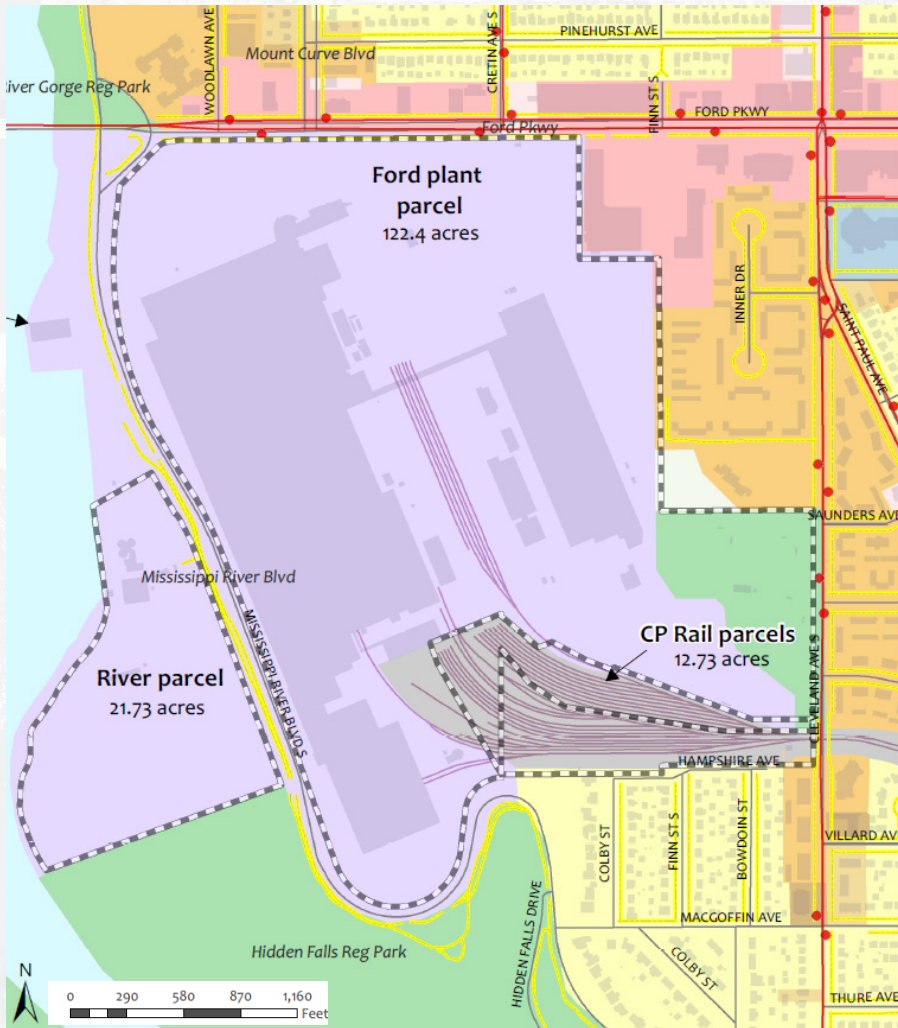 PINEHURST AVE
WOODLAWN AVE
Mount Curve Blvd
CRETIN AVE S
iver Gorge Reg Park
FINN ST S
FORD PKWY
Ford Pkwy
Ford plant
parcel
122.4 acres
INNER DR
SAINT PAUL AVE
SAUNDERS AVE
Mississippi River Blvd
MISSISSIPPI RIVER BLVD S
CP Rail parcels
12.73 acres
CLEVELAND AVE S
River parcel
21.73 acres
HAMPSHIRE AVE
COLBY ST
FINN ST S
BOWDOIN ST
VILLARD AV
MACGOFFIN AVE
Hidden Falls Reg Park
HIDDEN FALLS DRIVE
COLBY ST
THURE AVE
N
0 290 580 870 1,160
Feet